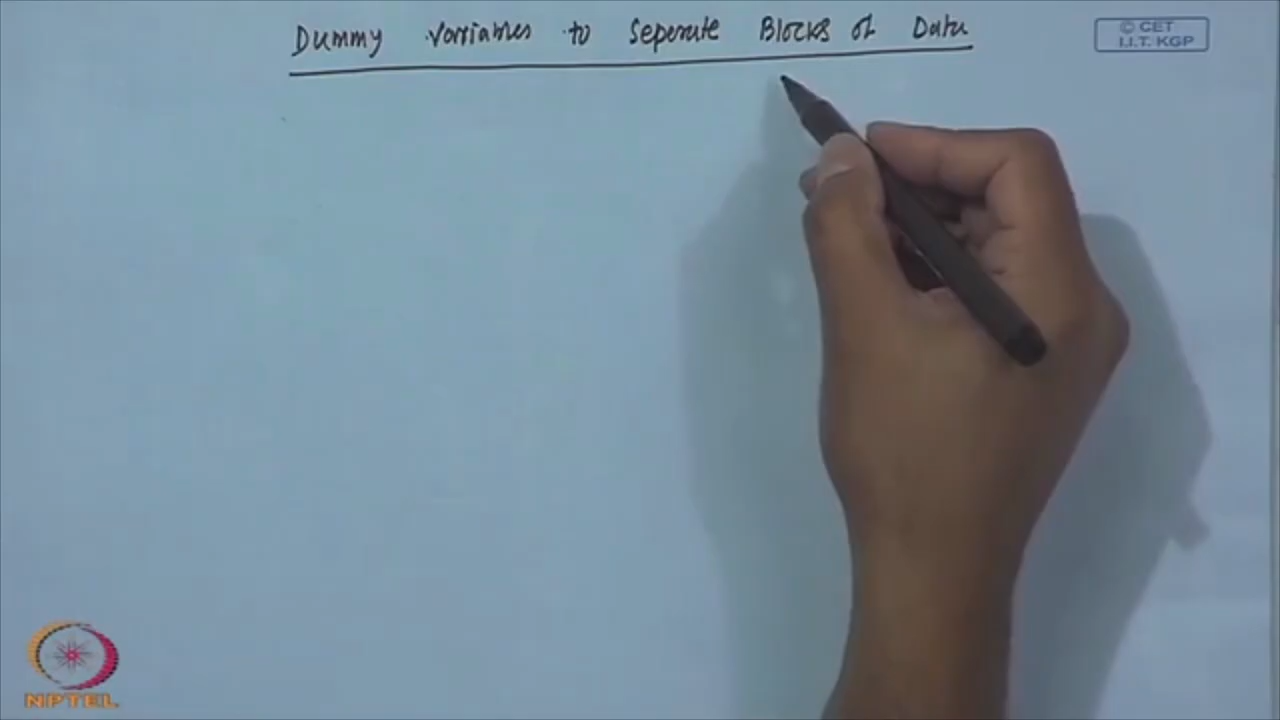 Dummy variables to Seperate Blocks of Data
© CET
I.I.T. KGP
NPTEL